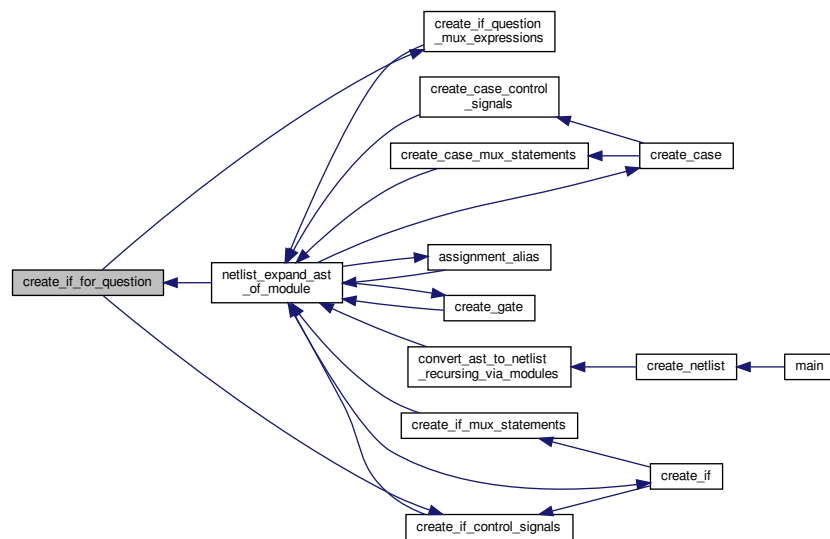 create_if_question
_mux_expressions
create_case_control
_signals
create_case_mux_statements
create_case
create_if_for_question
netlist_expand_ast
_of_module
assignment_alias
create_gate
convert_ast_to_netlist
_recursing_via_modules
create_netlist
main
create_if_mux_statements
create_if
create_if_control_signals